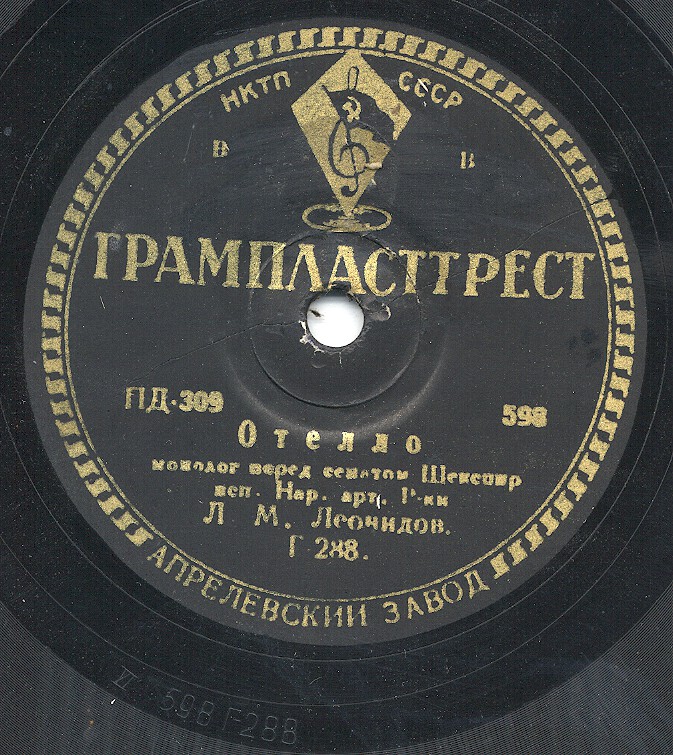 НКТП СССР
В В
ГРАМПЛАСТТРЕСТ
ПД-309 598
Отелло
монолог перед сенатом Шекспир
исп. Нар. арт. Р-ки
Л М. Леонидов.
Г 288.
АПРЕЛЕВСКИЙ ЗАВОД
VI 598 Г288